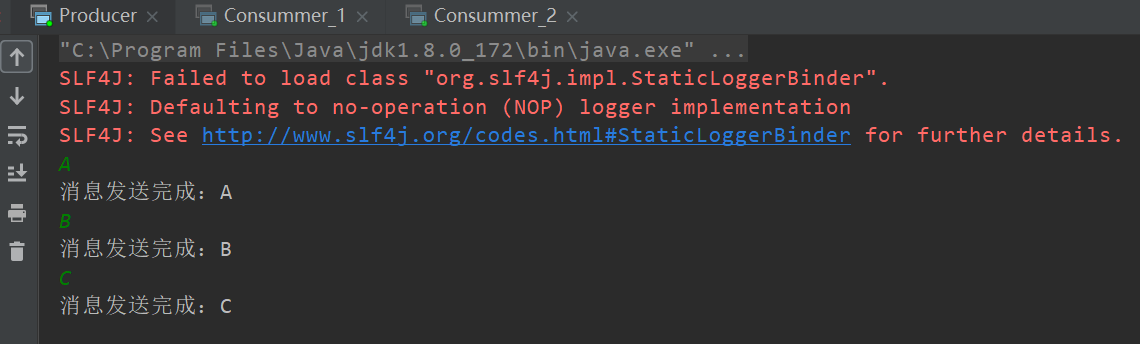 Producer Consummer_1 Consummer_2
"C:\Program Files\Java\jdk1.8.0_172\bin\java.exe" ...
SLF4J: Failed to load class "org.slf4j.impl.StaticLoggerBinder".
SLF4J: Defaulting to no-operation (NOP) logger implementation
SLF4J: See http://www.slf4j.org/codes.html#StaticLoggerBinder for further details.
A
消息发送完成：A
B
消息发送完成：B
C
消息发送完成：C